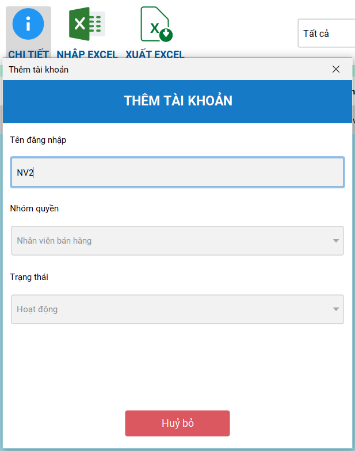 CHI TIẾT NHẬP EXCEL XUẤT EXCEL
Tất cả
Thêm tài khoản
THÊM TÀI KHOẢN
Tên đăng nhập
NV2
Nhóm quyền
Nhân viên bán hàng
Trạng thái
Hoạt động
Huỷ bỏ